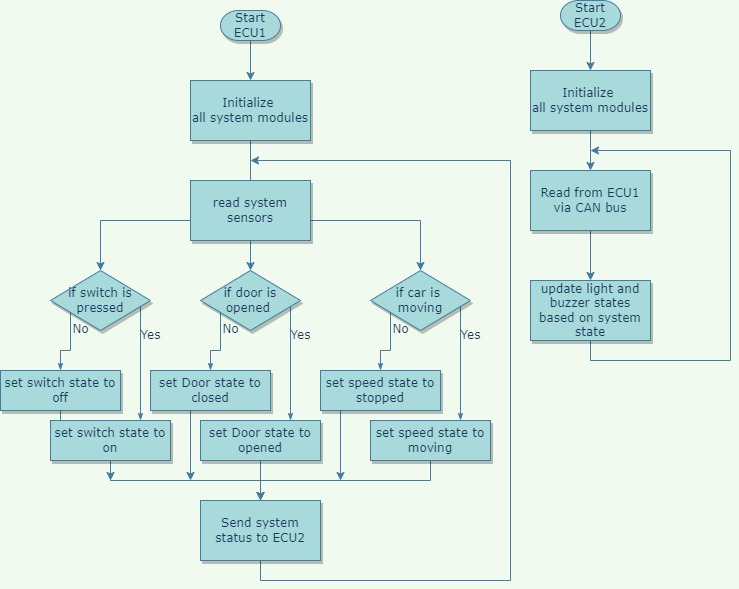 Start
ECU1
Initialize
all system modules
read system
sensors
if switch is
pressed
No
Yes
if door is
opened
No
Yes
if car is
moving
No
Yes
set switch state to
off
set switch state to
on
set Door state to
closed
set Door state to
opened
set speed state to
stopped
set speed state to
moving
Send system
status to ECU2
Start
ECU2
Initialize
all system modules
Read from ECU1
via CAN bus
update light and
buzzer states
based on system
state